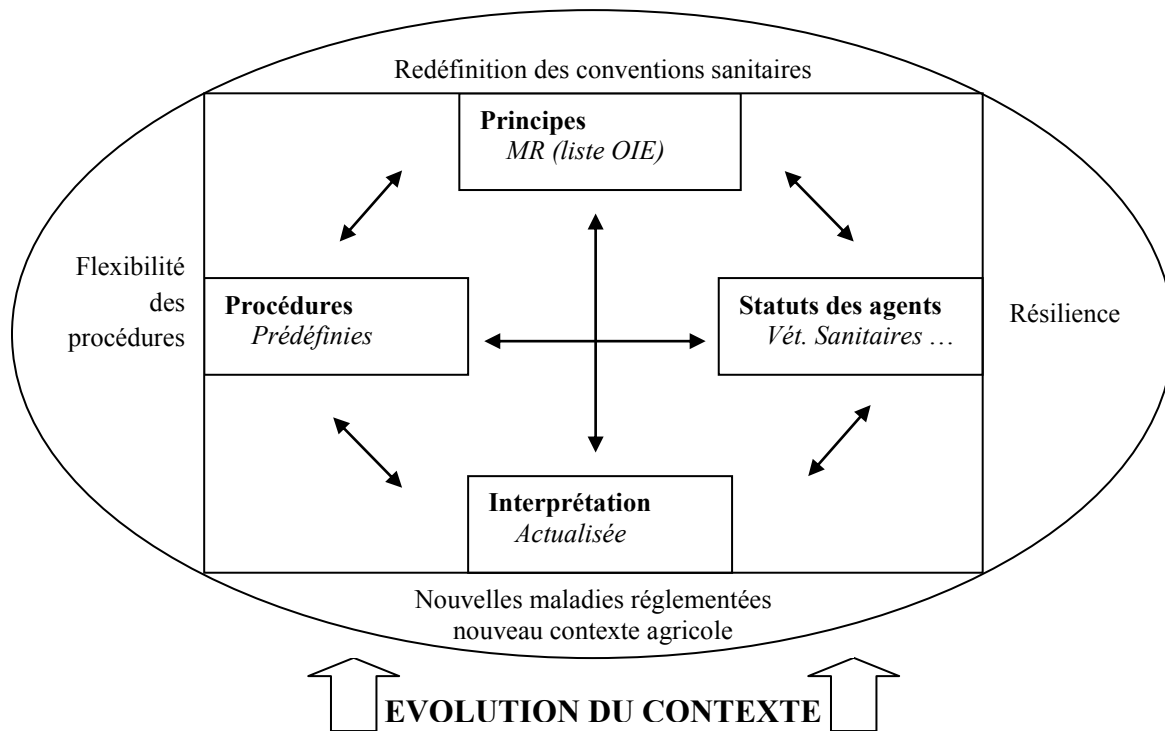 Redéfinition des conventions sanitaires
Principes
MR (liste OIE)
Flexibilité
des
procédures
Procédures
Prédéfinies
Statuts des agents
Vét. Sanitaires …
Résilience
Interprétation
Actualisée
Nouvelles maladies réglementées
nouveau contexte agricole
EVOLUTION DU CONTEXTE